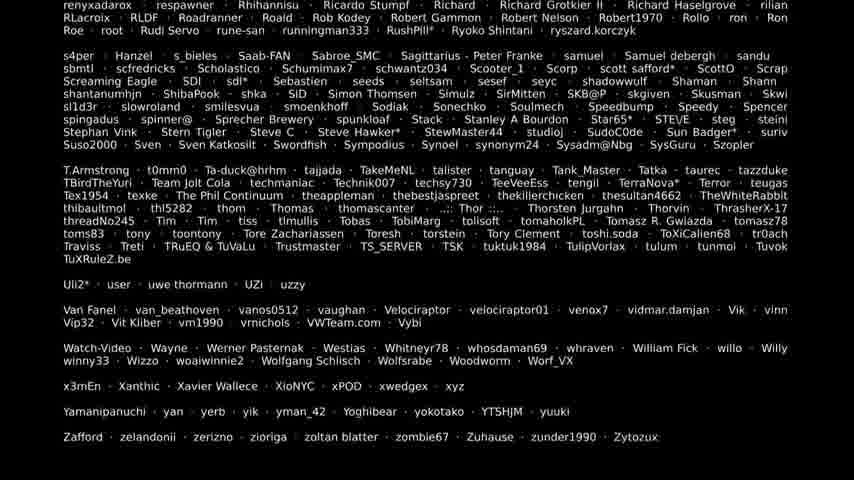 renyxadarox · respawner · Rhihannisu · Ricardo Stumpf · Richard · Richard Grotkier II · Richard Haselgrove · rilian
RLacroix · RLDF · Roadranner · Roald · Rob Kodey · Robert Gammon · Robert Nelson · Robert1970 · Rollo · ron · Ron
Roe · root · Rudi Servo · rune-san · runningman333 · RushPill* · Ryoko Shintani · ryszard.korczyk
s4per · Hanzel · s_bieles · Saab-FAN · Sabroe_SMC · Sagittarius - Peter Franke · samuel · Samuel debergh · sandu
sbmtl · scfredricks · Scholastico · Schumimax7 · schwantz034 · Scooter_1 · Scorp · scott safford* · ScottO · Scrap
Screaming Eagle · SDI · sdl* · Sebastien · seeds · seltsam · sesef · seyc · shadowwulf · Shaman · Shann
shantanumhjn · ShibaPook · shka · SiD · Simon Thomsen · Simulz · SirMitten · SKB@P · skgiven · Skusman · Skwi
sl1d3r · slowroland · smilesvua · smoenkhoff · Sodiak · Sonechko · Soulmech · Speedbump · Speedy · Spencer
spingadus · spinner@ · Sprecher Brewery · spunkloaf · Stack · Stanley A Bourdon · Star65* · STE\/E · steg · steini
Stephan Vink · Stern Tigler · Steve C · Steve Hawker* · StewMaster44 · studioj · SudoC0de · Sun Badger* · suriv
Suso2000 · Sven · Sven Katkosilt · Swordfish · Sympodius · Synoel · synonym24 · Sysadm@Nbg · SysGuru · Szopler
T.Armstrong · t0mm0 · Ta-duck@hrhm · tajjada · TakeMeNL · talister · tanguay · Tank_Master · Tatka · taurec · tazzduke
TBirdTheYuri · Team Jolt Cola · techmaniac · Technik007 · techsy730 · TeeVeeEss · tengil · TerraNova* · Terror · teugas
Tex1954 · texke · The Phil Continuum · theappleman · thebestjaspreet · thekillerchicken · thesultan4662 · TheWhiteRabbit
thibaultmol · thl5282 · thom · Thomas · thomascanter · ..:: Thor ::.. · Thorsten Jurgahn · Thorvin · ThrasherX-17
threadNo245 · Tim · Tim · tiss · tlmullis · Tobas · TobiMarg · tolisoft · tomaholkPL · Tomasz R. Gwiazda · tomasz78
toms83 · tony · toontony · Tore Zachariassen · Toresh · torstein · Tory Clement · toshi.soda · ToXiCalien68 · tr0ach
Traviss · Treti · TRuEQ & TuVaLu · Trustmaster · TS_SERVER · TSK · tuktuk1984 · TulipVorlax · tulum · tunmoi · Tuvok
TuXRuleZ.be
Uli2* · user · uwe thormann · UZi · uzzy
Van Fanel · van_beathoven · vanos0512 · vaughan · Velociraptor · velociraptor01 · venox7 · vidmar.damjan · Vik · vinn
Vip32 · Vit Kliber · vm1990 · vrnichols · VWTeam.com · Vybi
Watch-Video · Wayne · Werner Pasternak · Westias · Whitneyr78 · whosdaman69 · whraven · William Fick · willo · Willy
winny33 · Wizzo · woaiwinnie2 · Wolfgang Schlisch · Wolfsrabe · Woodworm · Worf_VX
x3mEn · Xanthic · Xavier Wallece · XioNYC · xPOD · xwedgex · xyz
Yamanipanuchi · yan · yerb · yik · yman_42 · Yoghibear · yokotako · YTSHJM · yuuki
Zafford · zelandonii · zerizno · zioriga · zoltan blatter · zombie67 · Zuhause · zunder1990 · Zytozux